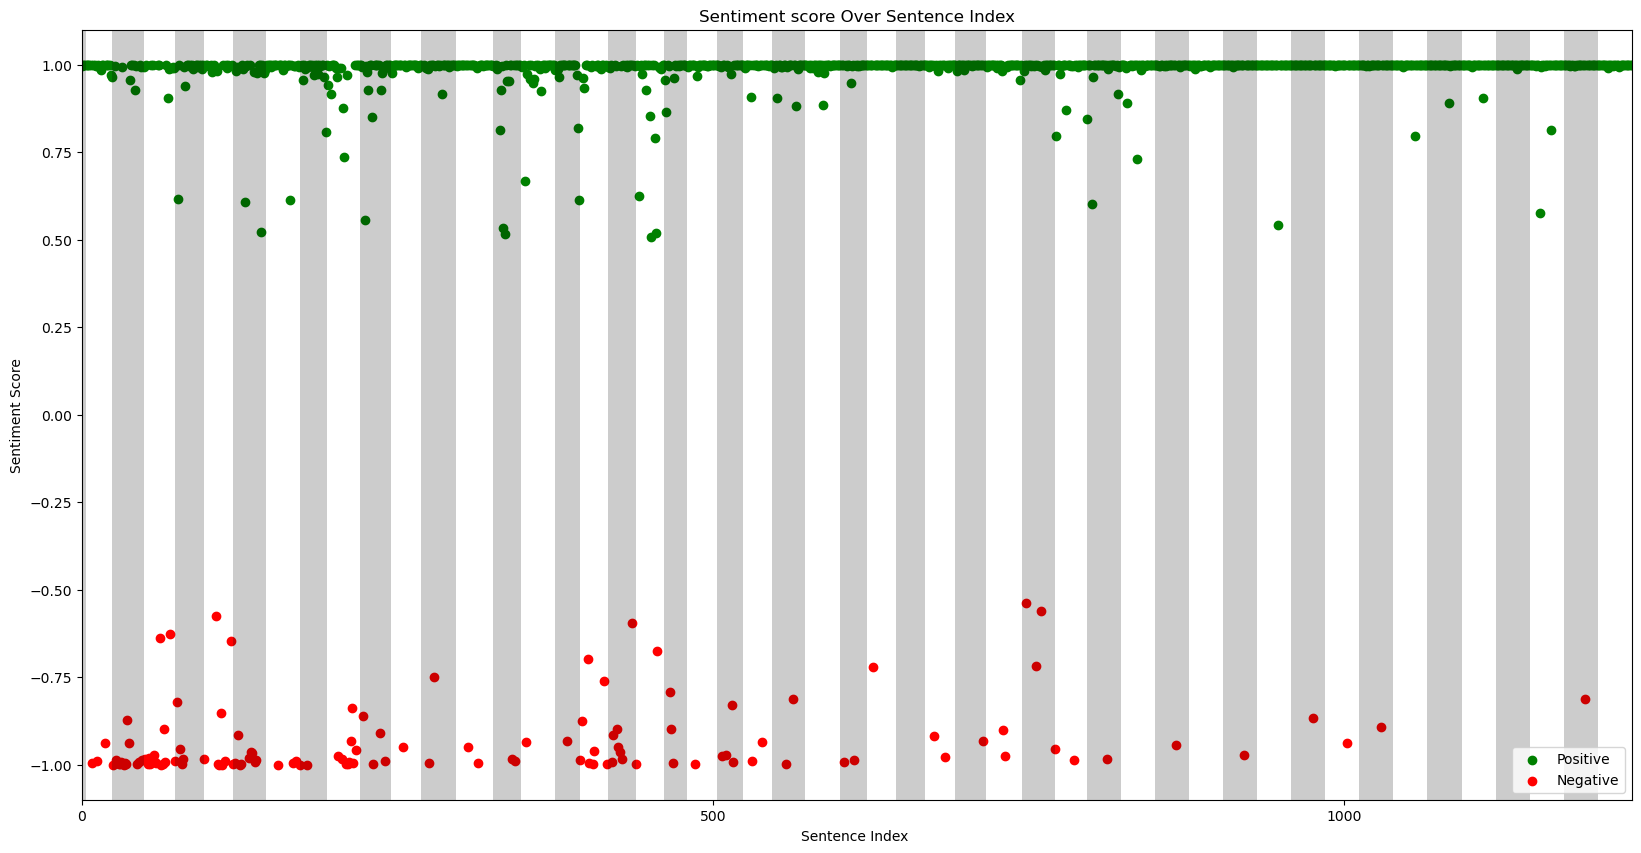 Sentiment score Over Sentence Index
1.00
0.75
0.50
0.25
0.00
−0.25
−0.50
−0.75
−1.00
Sentiment Score
0
500
1000
Sentence Index
Positive
Negative